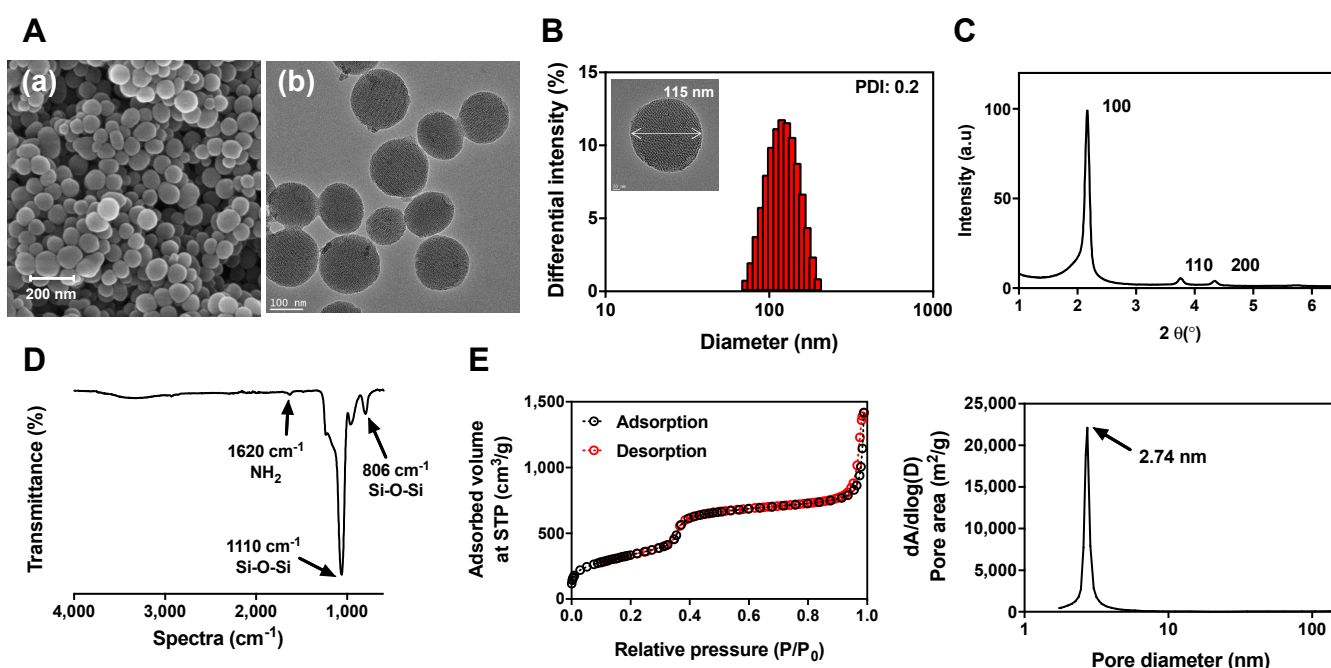 A
(a)
200 nm
(b)
100 nm
B
Differential intensity (%)
15
10
5
0
115 nm
PDI: 0.2
10
100
1000
Diameter (nm)
C
Intensity (a.u)
100
50
0
100
110
200
1
2
3
4
5
6
2 θ(°)
D
Transmittance (%)
1620 cm⁻¹
NH₂
806 cm⁻¹
Si-O-Si
1110 cm⁻¹
Si-O-Si
4,000
3,000
2,000
1,000
Spectra (cm⁻¹)
E
Adsorbed volume
at STP (cm³/g)
1,500
1,000
500
0
Adsorption
Desorption
0.0
0.2
0.4
0.6
0.8
1.0
Relative pressure (P/P₀)
dA/dlog(D)
Pore area (m²/g)
25,000
20,000
15,000
10,000
5,000
0
2.74 nm
1
10
100
Pore diameter (nm)